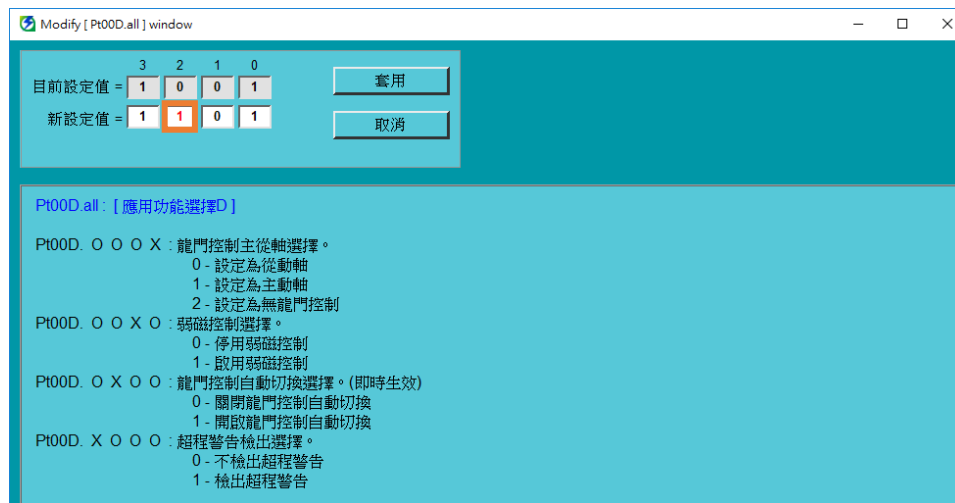 Modify [ Pt00D.all ] window
3 2 1 0
目前設定值 = 1 0 0 1
套用
新設定值 = 1 1 0 1
取消
Pt00D.all : [ 應用功能選擇D ]
Pt00D. O O O X : 龍門控制主從軸選擇。
0 - 設定為從動軸
1 - 設定為主動軸
2 - 設定為無龍門控制
Pt00D. O O X O : 弱磁控制選擇。
0 - 停用弱磁控制
1 - 啟用弱磁控制
Pt00D. O X O O : 龍門控制自動切換選擇。(即時生效)
0 - 關閉龍門控制自動切換
1 - 開啟龍門控制自動切換
Pt00D. X O O O : 超程警告檢出選擇。
0 - 不檢出超程警告
1 - 檢出超程警告